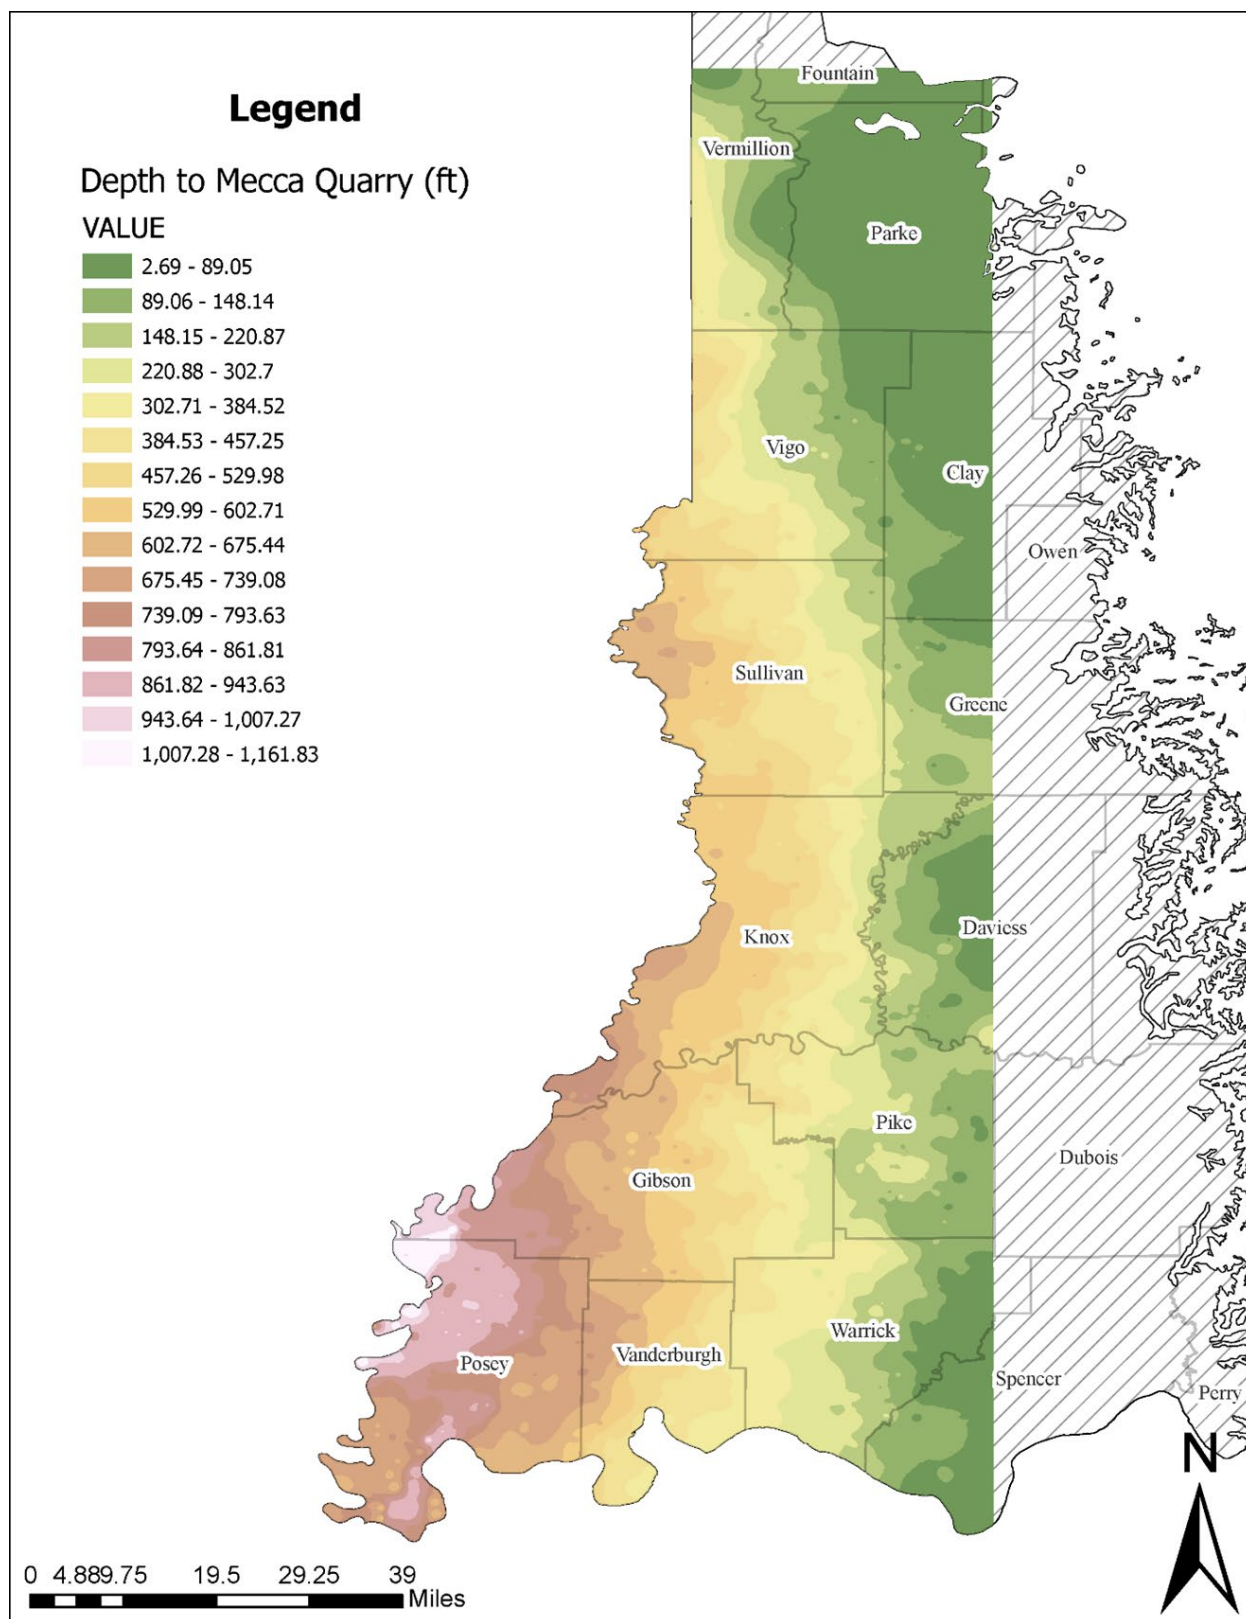 Legend
Depth to Mecca Quarry (ft)
VALUE
2.69 - 89.05
89.06 - 148.14
148.15 - 220.87
220.88 - 302.7
302.71 - 384.52
384.53 - 457.25
457.26 - 529.98
529.99 - 602.71
602.72 - 675.44
675.45 - 739.08
739.09 - 793.63
793.64 - 861.81
861.82 - 943.63
943.64 - 1,007.27
1,007.28 - 1,161.83
Fountain
Vermillion
Parke
Vigo
Clay
Owen
Sullivan
Greene
Daviess
Knox
Pike
Dubois
Gibson
Warrick
Vanderburgh
Posey
Spencer
Perry
N
0 4.889.75 19.5 29.25 39
Miles